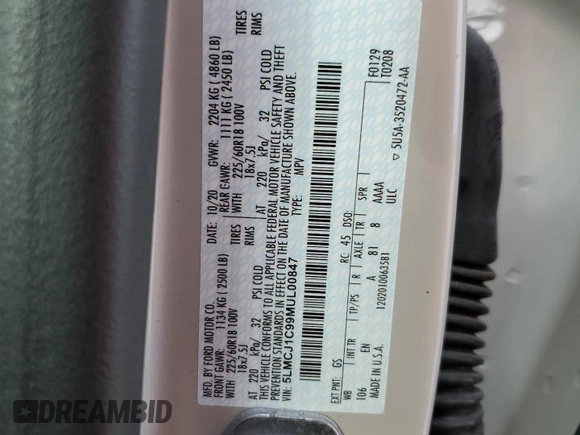 MFD. BY FORD MOTOR CO.
DATE: 10/20 GVWR: 2204 KG ( 4860 LB)
FRONT GAWR: 1134 KG ( 2500 LB) REAR GAWR: 1111 KG ( 2450 LB)
225/60R18 100V TIRES WITH 225/60R18 100V TIRES
18x7.5J RIMS 18x7.5J RIMS
AT 220 kPa/ 32 PSI COLD AT 220 kPa/ 32 PSI COLD
THIS VEHICLE CONFORMS TO ALL APPLICABLE FEDERAL MOTOR VEHICLE SAFETY AND THEFT
PREVENTION STANDARDS IN EFFECT ON THE DATE OF MANUFACTURE SHOWN ABOVE.
VIN: 5LMCJ1C99MUL00847 TYPE: MPV
F0129
T0208
EXT PNT: GS RC: 45 DSO:
WB INT TR TP/PS R AXLE TR SPR
106 EN A 81 8 AAAA
1202010063581 ULC
MADE IN U.S.A. ▽ 5U5A-3520472-AA
DREAMBID